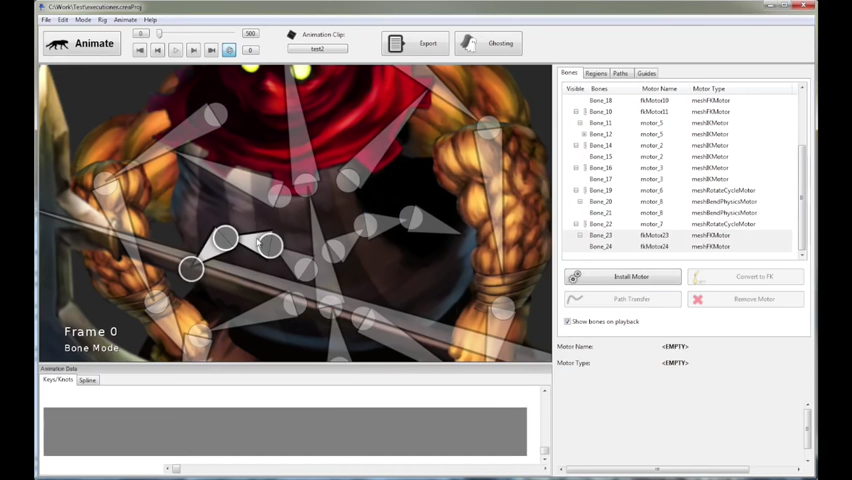 C:\Work\Test\executioner.creaProj
File Edit Mode Rig Animate Help
Animate
0
500
0
Animation Clip:
test2
Export
Ghosting
Bones Regions Paths Guides
Visible Bones Motor Name Motor Type
Bone_18 fkMotor10 meshFKMotor
Bone_10 fkMotor11 meshFKMotor
Bone_11 motor_5 meshIKMotor
Bone_12 motor_5 meshIKMotor
Bone_14 motor_2 meshIKMotor
Bone_15 motor_2 meshIKMotor
Bone_16 motor_3 meshIKMotor
Bone_17 motor_3 meshIKMotor
Bone_19 motor_6 meshRotateCycleMotor
Bone_20 motor_8 meshBendPhysicsMotor
Bone_21 motor_8 meshBendPhysicsMotor
Bone_22 motor_7 meshRotateCycleMotor
Bone_23 fkMotor23 meshFKMotor
Bone_24 fkMotor24 meshFKMotor
Install Motor
Convert to FK
Path Transfer
Remove Motor
Show bones on playback
Motor Name: <EMPTY>
Motor Type: <EMPTY>
Frame 0
Bone Mode
Animation Data
Keys/Knots Spline